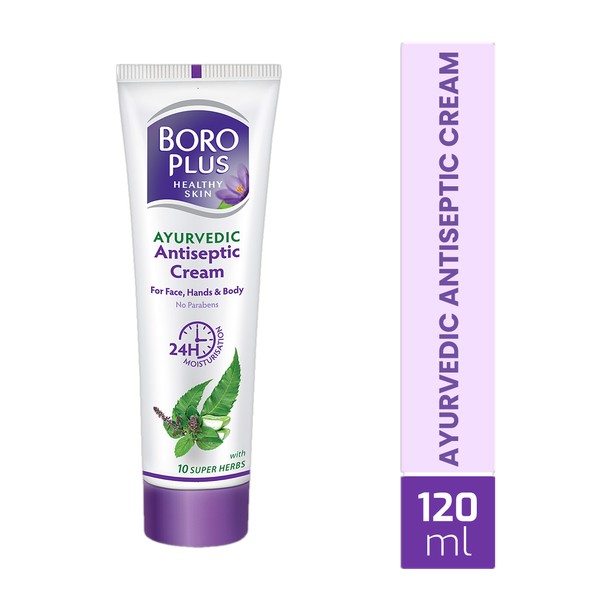 BORO
PLUS
HEALTHY
SKIN
AYURVEDIC
Antiseptic
Cream
For Face, Hands & Body
No Parabens
24H
MOISTURISATION
with
10 SUPER HERBS
AYURVEDIC ANTISEPTIC CREAM
120
ml